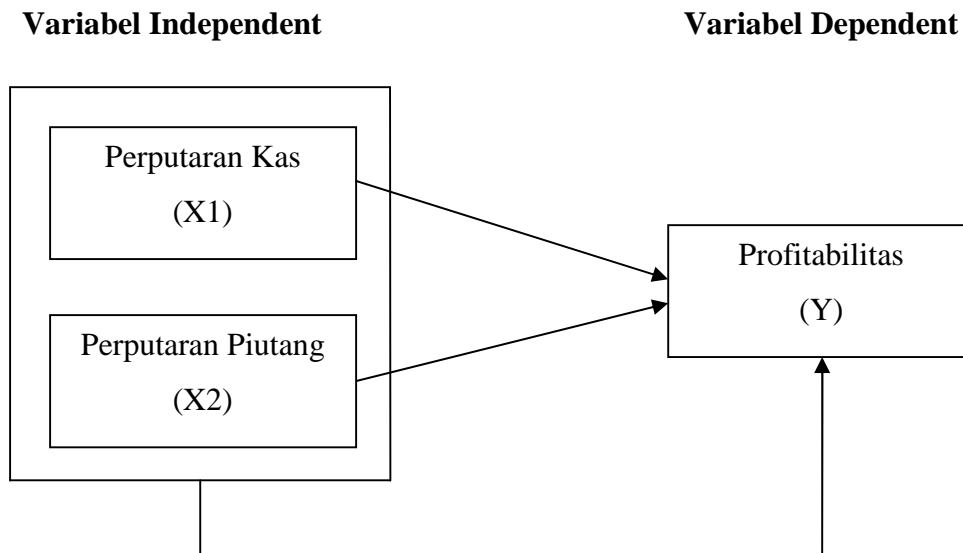 Variabel Independent
Variabel Dependent
Perputaran Kas
(X1)
Perputaran Piutang
(X2)
Profitabilitas
(Y)